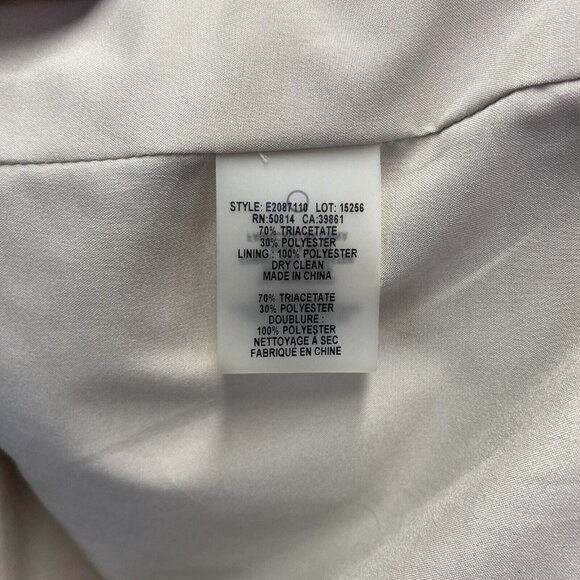 STYLE: E2087110 LOT: 15256
RN:50814 CA:39861
70% TRIACETATE
30% POLYESTER
LINING : 100% POLYESTER
DRY CLEAN
MADE IN CHINA
70% TRIACETATE
30% POLYESTER
DOUBLURE :
100% POLYESTER
NETTOYAGE A SEC
FABRIQUÉ EN CHINE